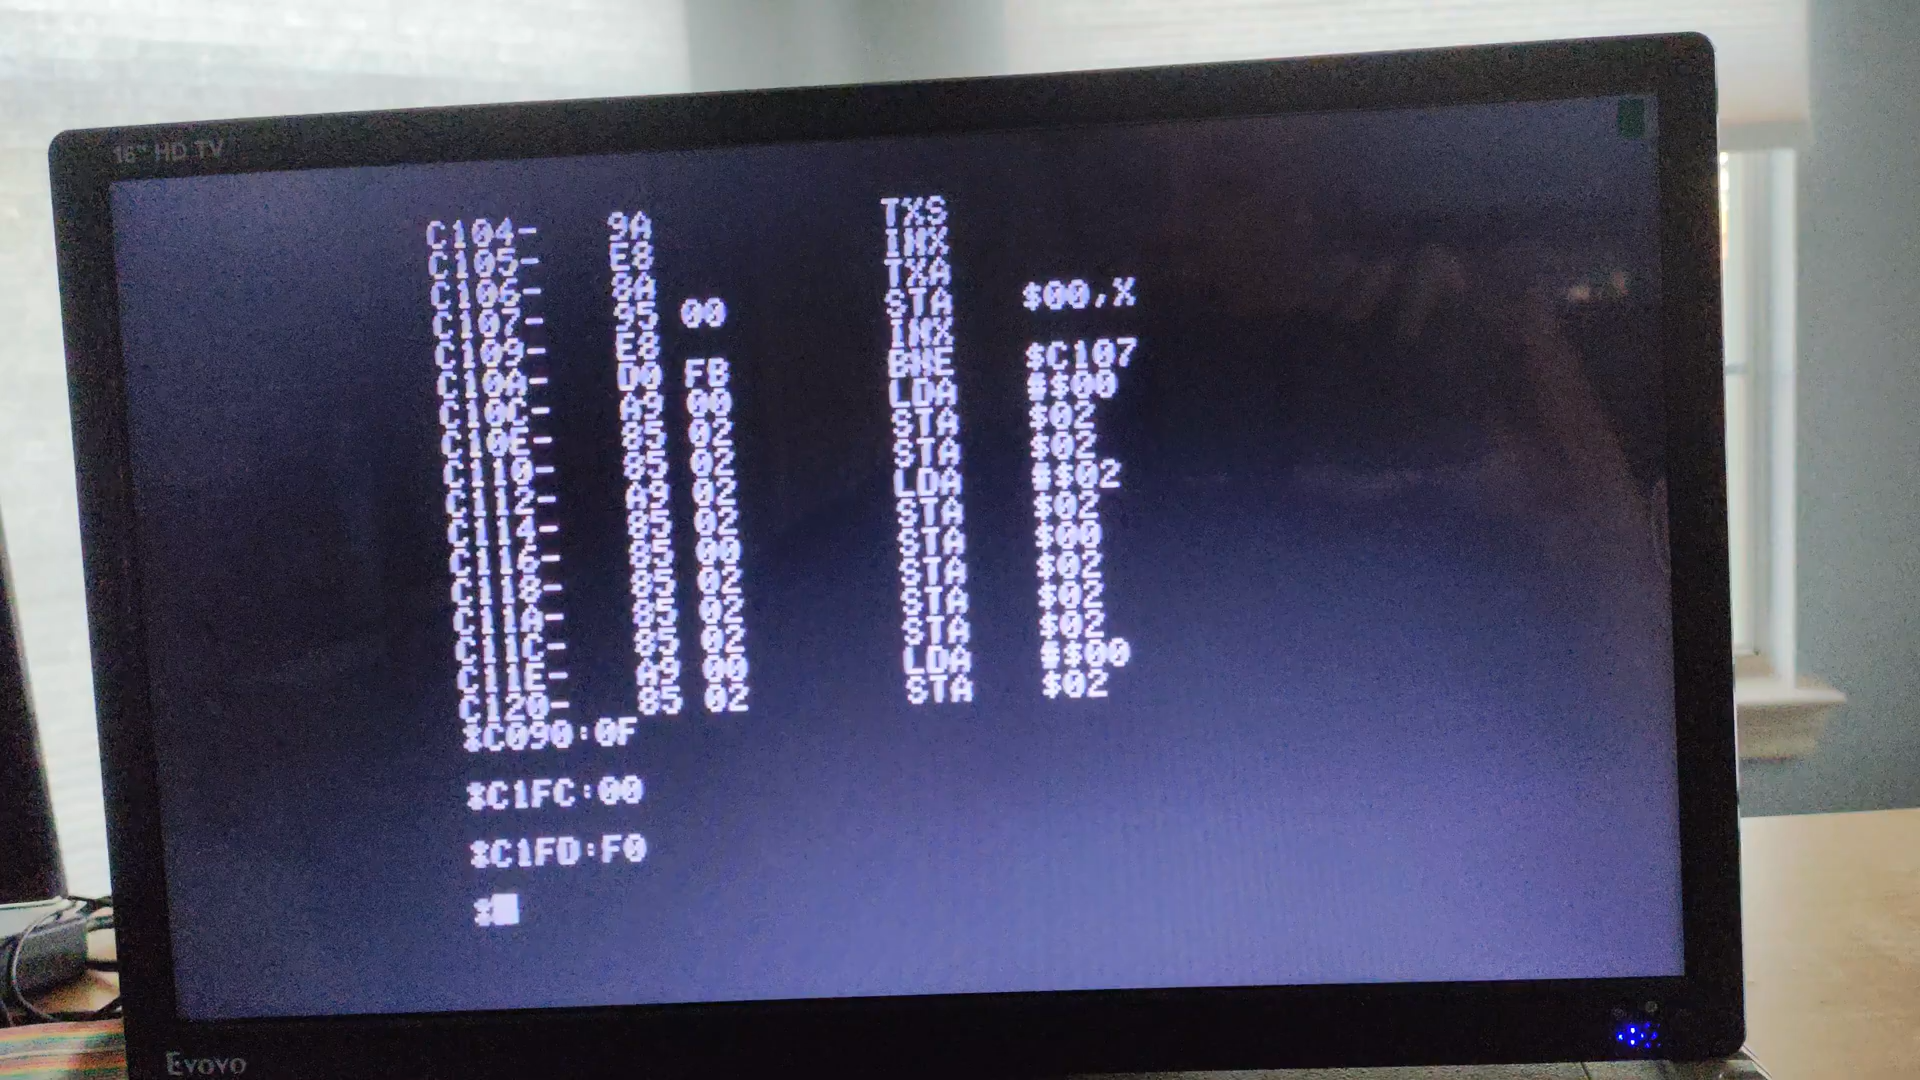 16" HD TV
C104- 9A TXS
C105- E8 INX
C106- 8A TXA
C107- 95 00 STA $00,X
C109- E8 INX
C10A- D0 FB BNE $C107
C10C- A9 00 LDA #$00
C10E- 85 02 STA $02
C110- 85 02 STA $02
C112- A9 02 LDA #$02
C114- 85 02 STA $02
C116- 85 00 STA $00
C118- 85 02 STA $02
C11A- 85 02 STA $02
C11C- 85 02 STA $02
C11E- A9 00 LDA #$00
C120- 85 02 STA $02
$C090:0F
$C1FC:00
$C1FD:F0
$
Evovo